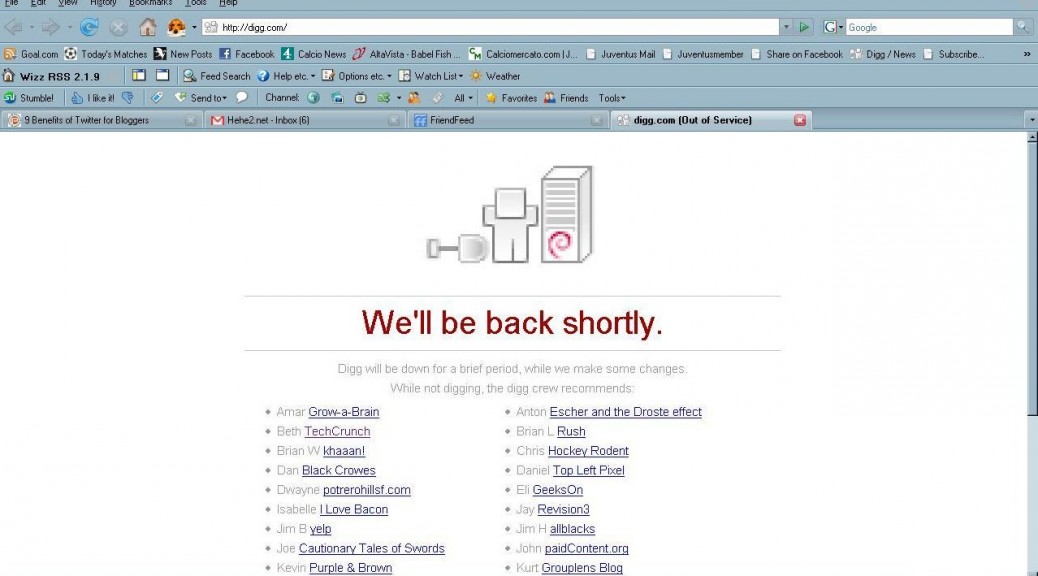 File Edit View History Bookmarks Tools Help
http://digg.com/ G Google
Goal.com Today's Matches New Posts Facebook Calcio News AltaVista - Babel Fish ... Calciomercato.com |J... Juventus Mail Juventusmember Share on Facebook Digg / News Subscribe... »
Wizz RSS 2.1.9 Feed Search Help etc. Options etc. Watch List Weather
Stumble! I like it! Send to Channel: All Favorites Friends Tools
9 Benefits of Twitter for Bloggers Hehe2.net - Inbox (6) FriendFeed digg.com (Out of Service)
We'll be back shortly.
Digg will be down for a brief period, while we make some changes.
While not digging, the digg crew recommends:
Amar Grow-a-Brain
Beth TechCrunch
Brian W khaaan!
Dan Black Crowes
Dwayne potrerohillsf.com
Isabelle I Love Bacon
Jim B yelp
Joe Cautionary Tales of Swords
Kevin Purple & Brown
Anton Escher and the Droste effect
Brian L Rush
Chris Hockey Rodent
Daniel Top Left Pixel
Eli GeeksOn
Jay Revision3
Jim H allblacks
John paidContent.org
Kurt Grouplens Blog